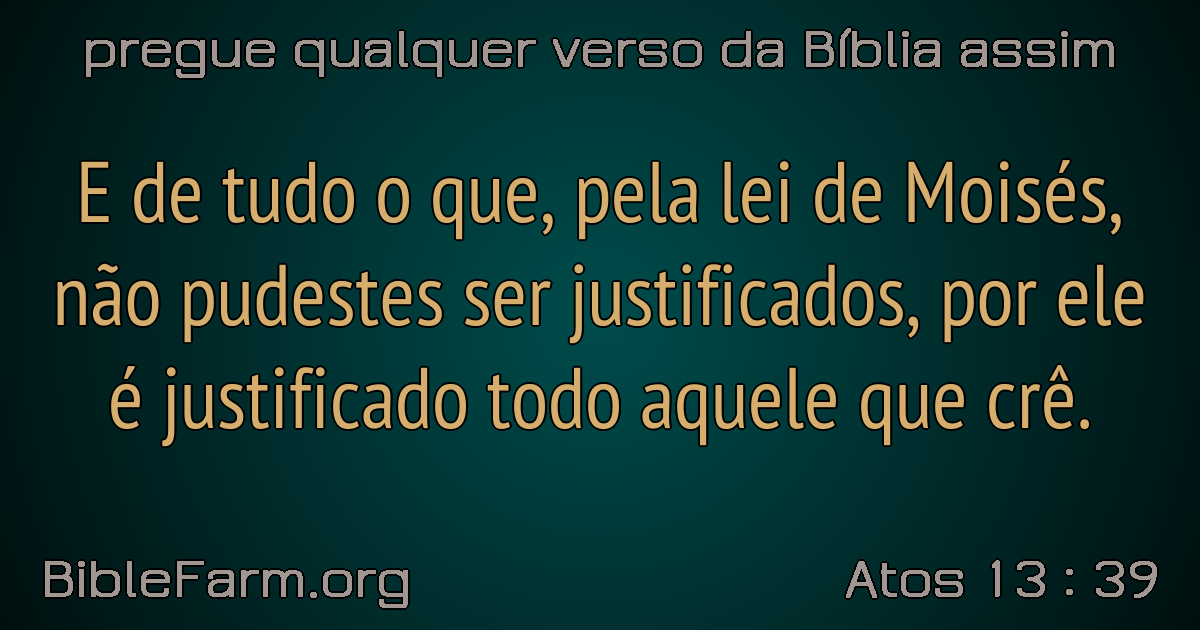 pregue qualquer verso da Bíblia assim
E de tudo o que, pela lei de Moisés,
não pudestes ser justificados, por ele
é justificado todo aquele que crê.
BibleFarm.org
Atos 13 : 39